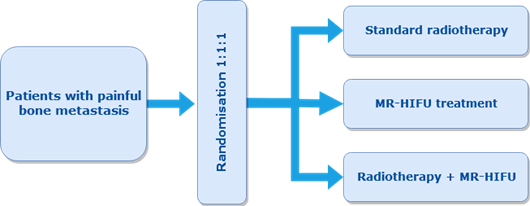 Patients with painful
bone metastasis
Randomisation 1:1:1
Standard radiotherapy
MR-HIFU treatment
Radiotherapy + MR-HIFU